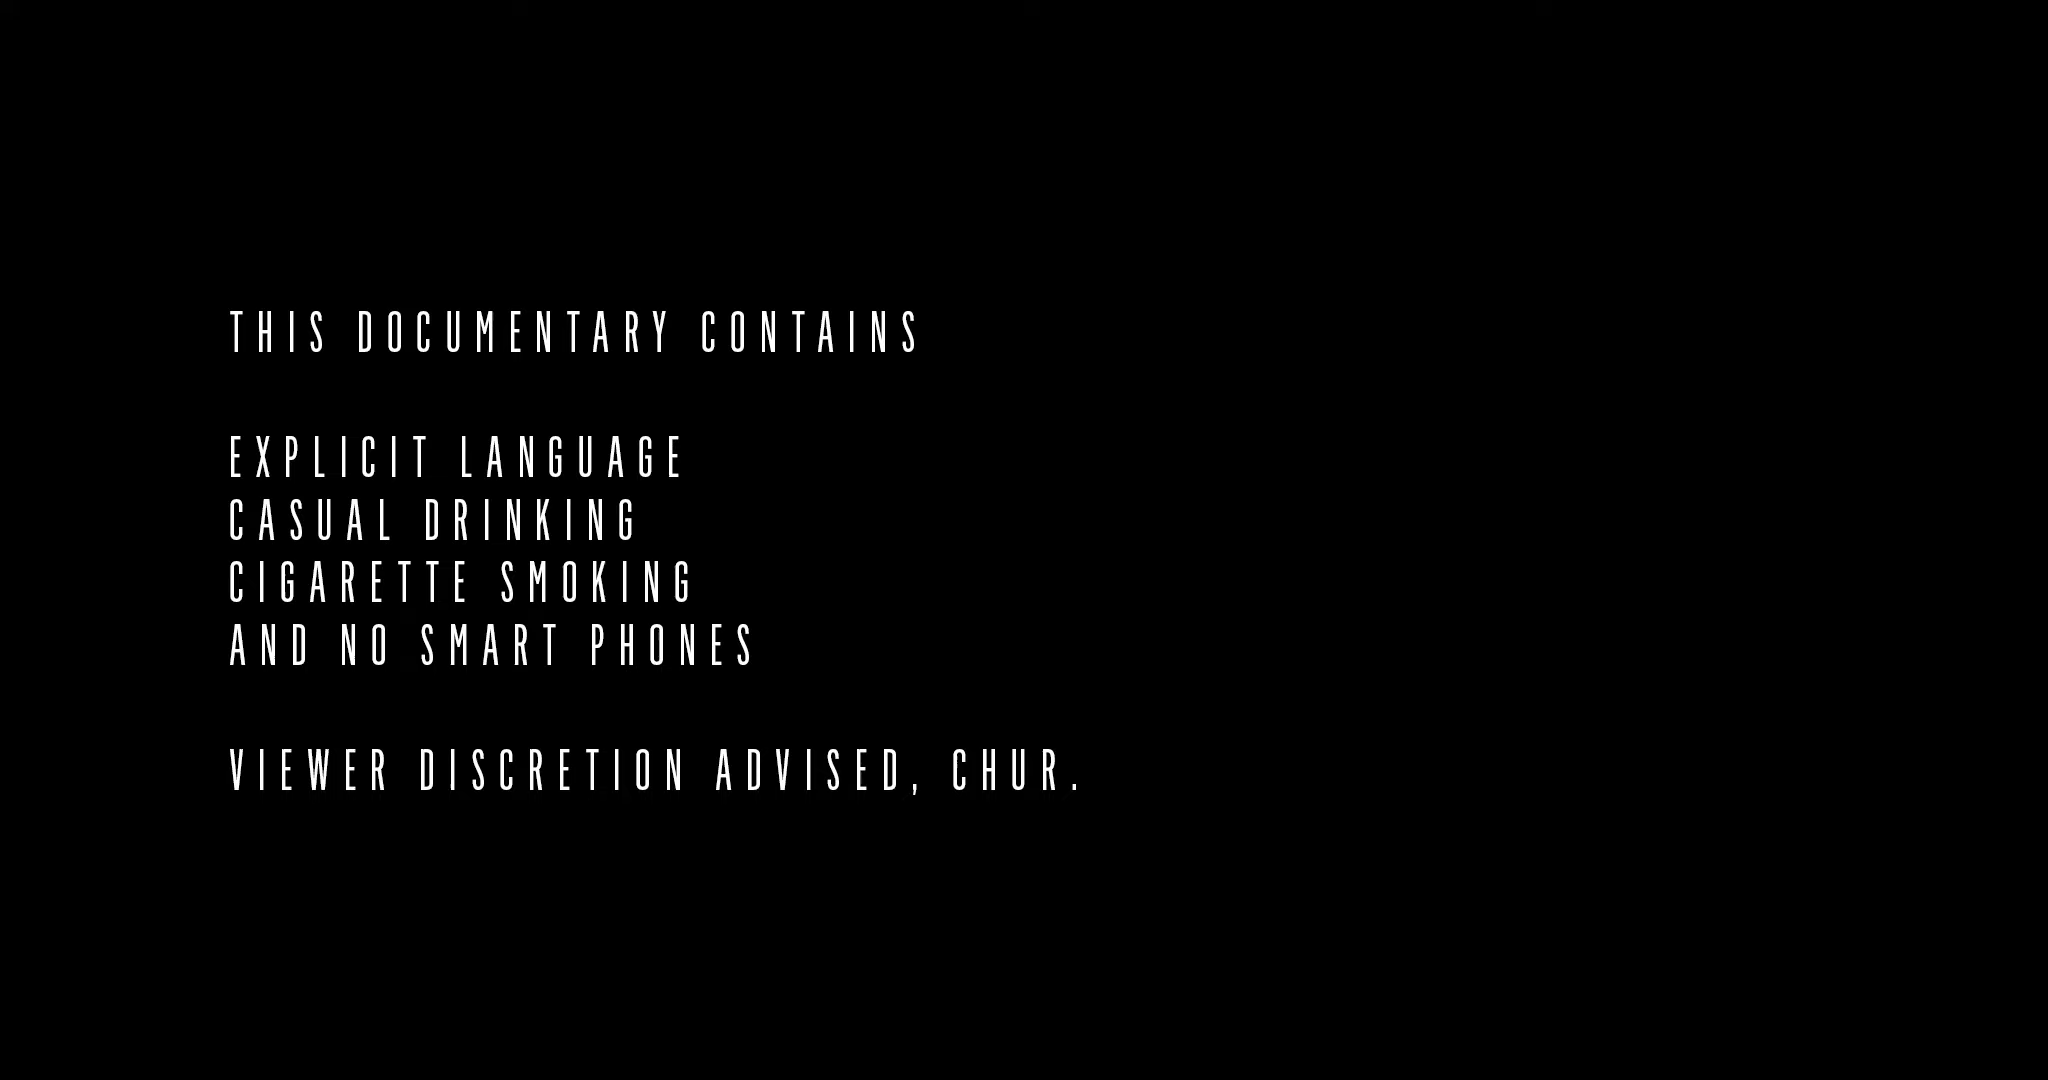 THIS DOCUMENTARY CONTAINS
EXPLICIT LANGUAGE
CASUAL DRINKING
CIGARETTE SMOKING
AND NO SMART PHONES
VIEWER DISCRETION ADVISED, CHUR.